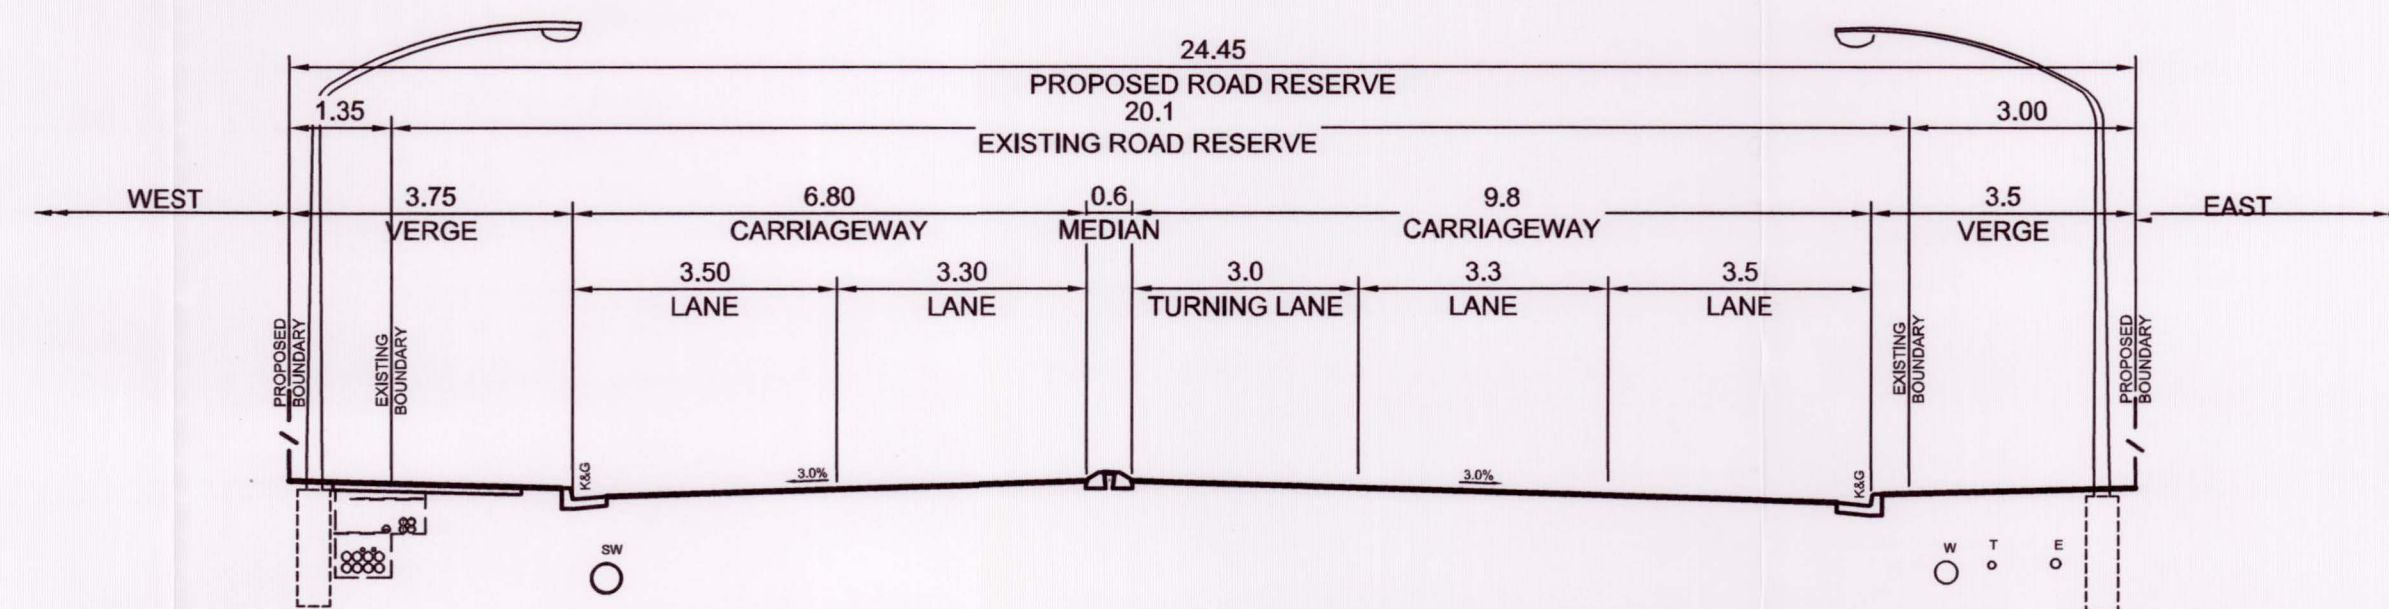 24.45
PROPOSED ROAD RESERVE
1.35
20.1
3.00
EXISTING ROAD RESERVE
WEST
3.75
6.80
0.6
9.8
3.5
EAST
VERGE
CARRIAGEWAY
MEDIAN
CARRIAGEWAY
VERGE
3.50
3.30
3.0
3.3
3.5
LANE
LANE
TURNING LANE
LANE
LANE
PROPOSED
BOUNDARY
EXISTING
BOUNDARY
EXISTING
BOUNDARY
PROPOSED
BOUNDARY
K&G
3.0%
3.0%
K&G
SW
W
T
E